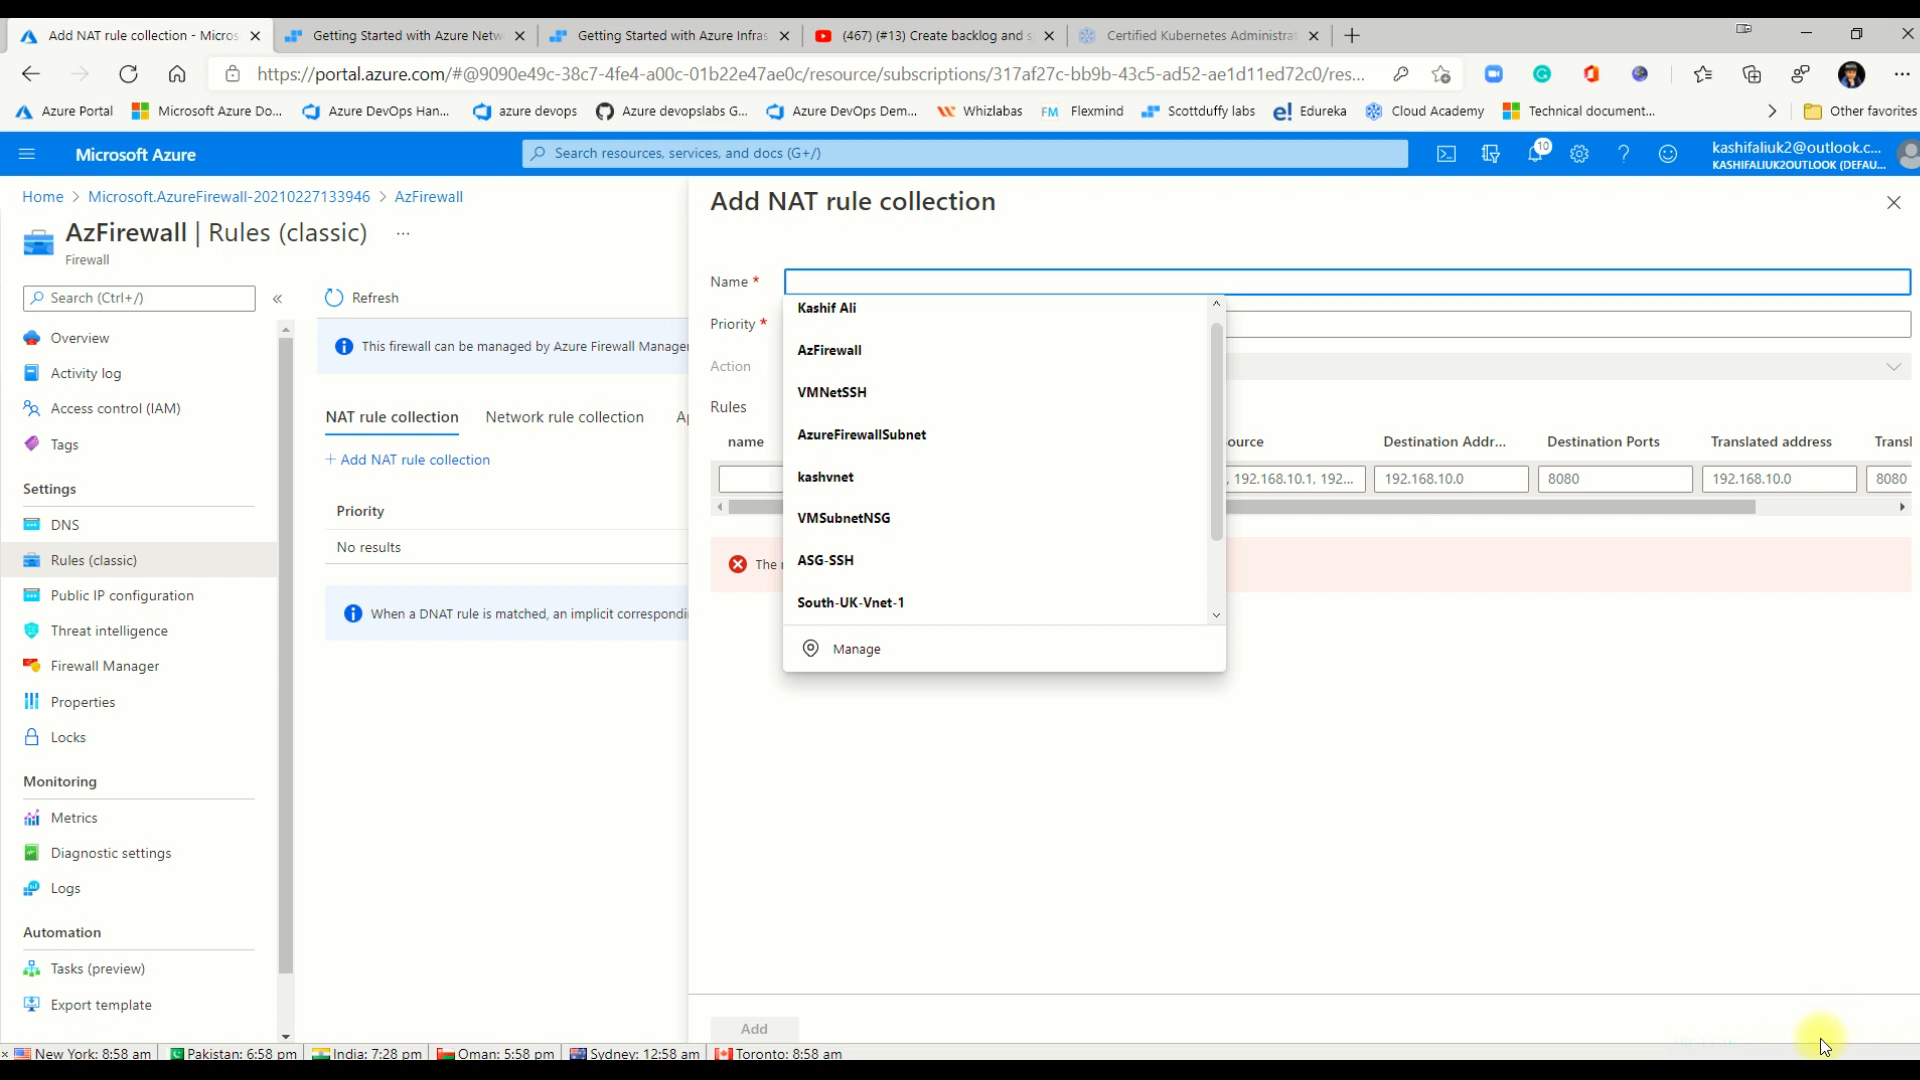 Add NAT rule collection - Micros
Getting Started with Azure Netw
Getting Started with Azure Infras
(467) (#13) Create backlog and s
Certified Kubernetes Administrat
https://portal.azure.com/#@9090e49c-38c7-4fe4-a00c-01b22e47ae0c/resource/subscriptions/317af27c-bb9b-43c5-ad52-ae1d11ed72c0/res...
Azure Portal
Microsoft Azure Do...
Azure DevOps Han...
azure devops
Azure devopslabs G...
Azure DevOps Dem...
Whizlabas
FM Flexmind
Scottduffy labs
e! Edureka
Cloud Academy
Technical document...
Other favorites
Microsoft Azure
Search resources, services, and docs (G+/)
10
kashifaliuk2@outlook.c...
KASHIFALIUK2OUTLOOK (DEFAU...
Home > Microsoft.AzureFirewall-20210227133946 > AzFirewall
AzFirewall | Rules (classic) ...
Firewall
Search (Ctrl+/)
«
Overview
Activity log
Access control (IAM)
Tags
Settings
DNS
Rules (classic)
Public IP configuration
Threat intelligence
Firewall Manager
Properties
Locks
Monitoring
Metrics
Diagnostic settings
Logs
Automation
Tasks (preview)
Export template
Refresh
This firewall can be managed by Azure Firewall Manager
NAT rule collection
Network rule collection
+ Add NAT rule collection
Priority
No results
When a DNAT rule is matched, an implicit correspondi
Add NAT rule collection
Name *
Priority *
Action
Rules
name
ource
Destination Addr...
Destination Ports
Translated address
Transl
, 192.168.10.1, 192...
192.168.10.0
8080
192.168.10.0
8080
The
Kashif Ali
AzFirewall
VMNetSSH
AzureFirewallSubnet
kashvnet
VMSubnetNSG
ASG-SSH
South-UK-Vnet-1
Manage
Add
New York: 8:58 am
Pakistan: 6:58 pm
India: 7:28 pm
Oman: 5:58 pm
Sydney: 12:58 am
Toronto: 8:58 am